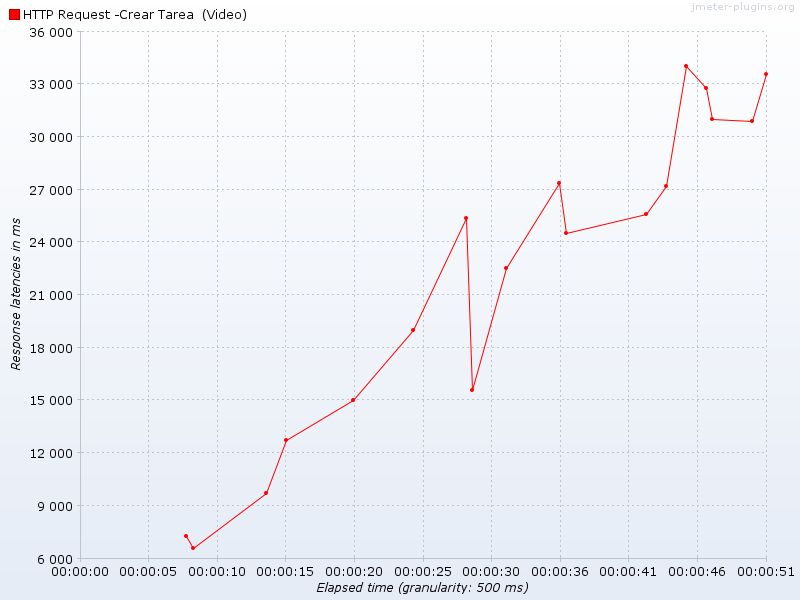 jmeter-plugins.org
HTTP Request -Crear Tarea (Video)
36 000
33 000
30 000
27 000
24 000
21 000
18 000
15 000
12 000
9 000
6 000
Response latencies in ms
00:00:00 00:00:05 00:00:10 00:00:15 00:00:20 00:00:25 00:00:30 00:00:36 00:00:41 00:00:46 00:00:51
Elapsed time (granularity: 500 ms)